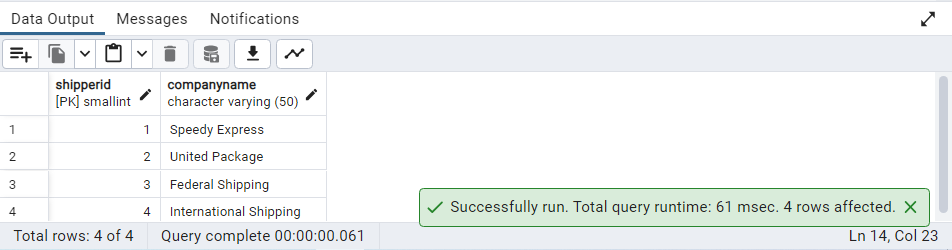 Data Output Messages Notifications
shipperid companyname
[PK] smallint character varying (50)
1 1 Speedy Express
2 2 United Package
3 3 Federal Shipping
4 4 International Shipping
Successfully run. Total query runtime: 61 msec. 4 rows affected.
Total rows: 4 of 4 Query complete 00:00:00.061 Ln 14, Col 23